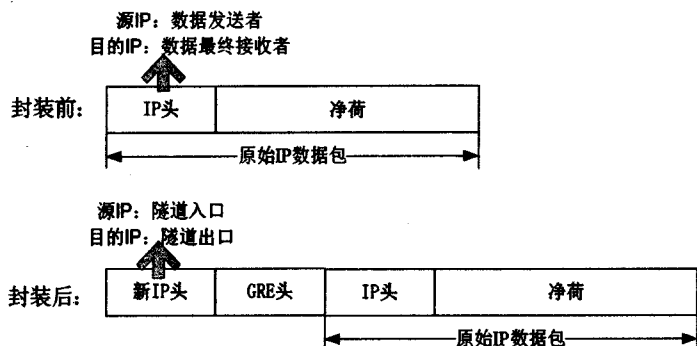 源IP：数据发送者
目的IP：数据最终接收者
封装前：
IP头
净荷
原始IP数据包
源IP：隧道入口
目的IP：隧道出口
封装后：
新IP头
GRE头
IP头
净荷
原始IP数据包